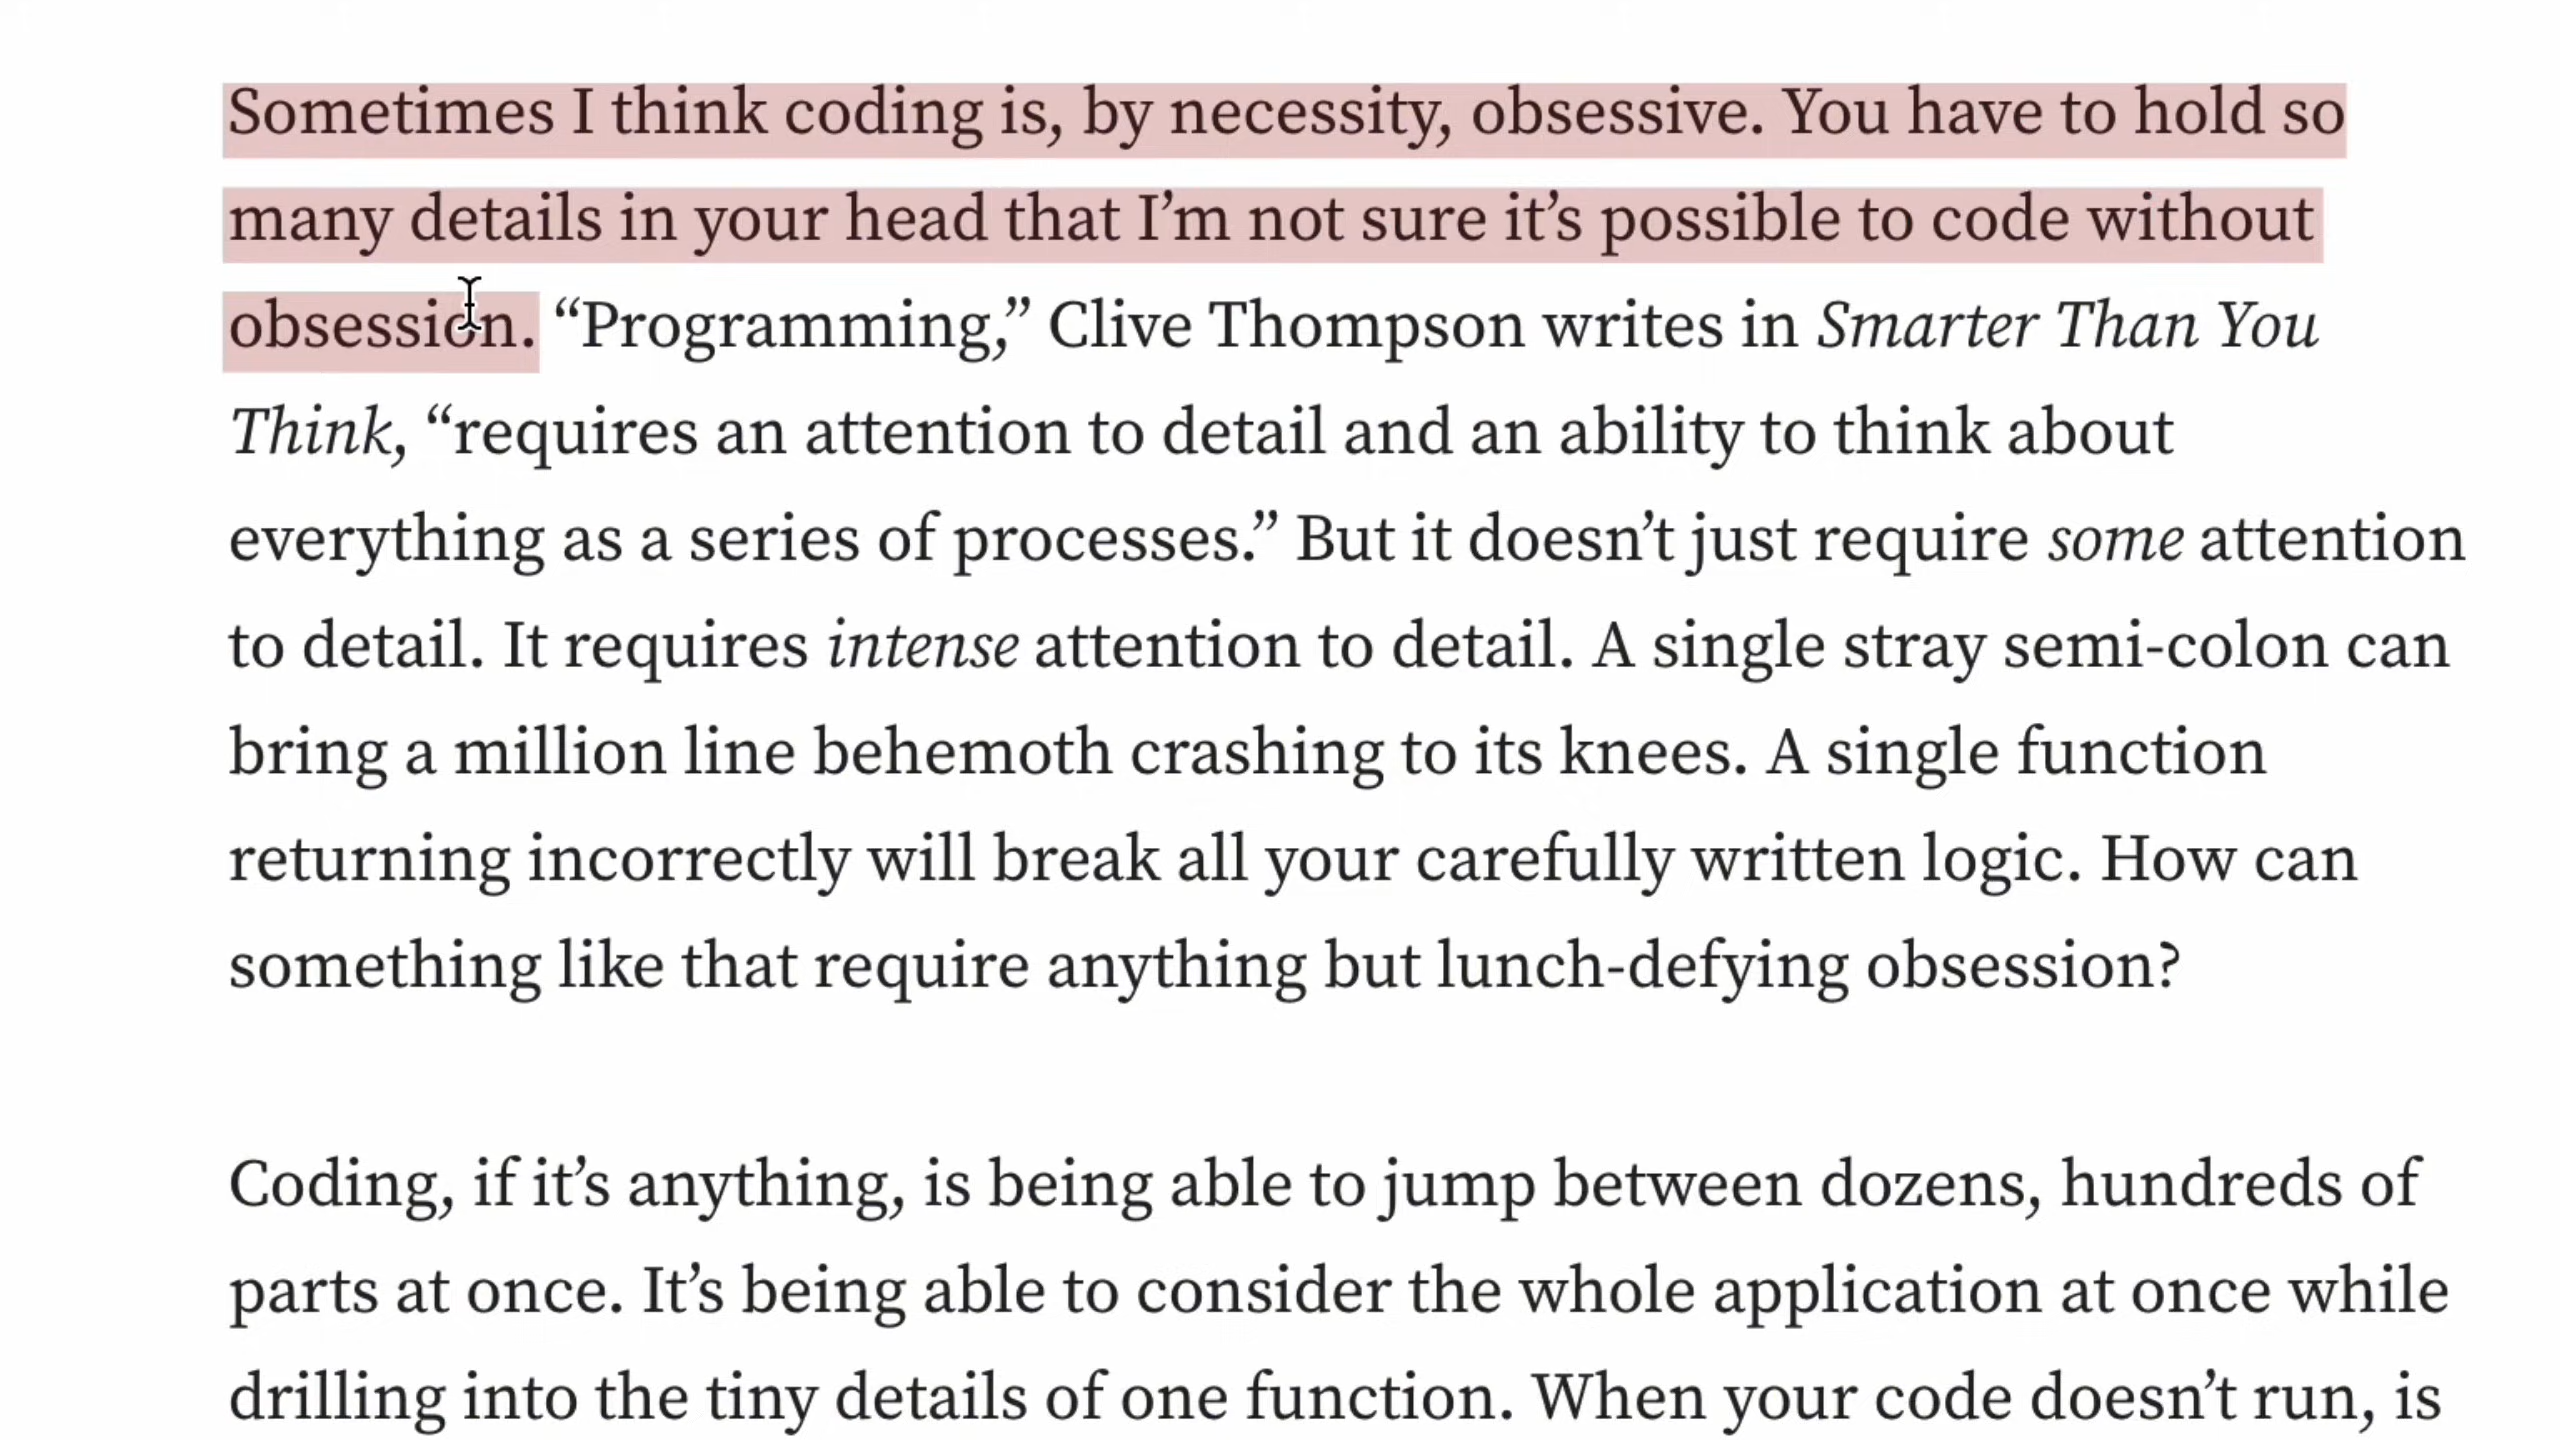 Sometimes I think coding is, by necessity, obsessive. You have to hold so
many details in your head that I’m not sure it’s possible to code without
obsession. “Programming,” Clive Thompson writes in Smarter Than You
Think, “requires an attention to detail and an ability to think about
everything as a series of processes.” But it doesn’t just require some attention
to detail. It requires intense attention to detail. A single stray semi-colon can
bring a million line behemoth crashing to its knees. A single function
returning incorrectly will break all your carefully written logic. How can
something like that require anything but lunch-defying obsession?
Coding, if it’s anything, is being able to jump between dozens, hundreds of
parts at once. It’s being able to consider the whole application at once while
drilling into the tiny details of one function. When your code doesn’t run, is